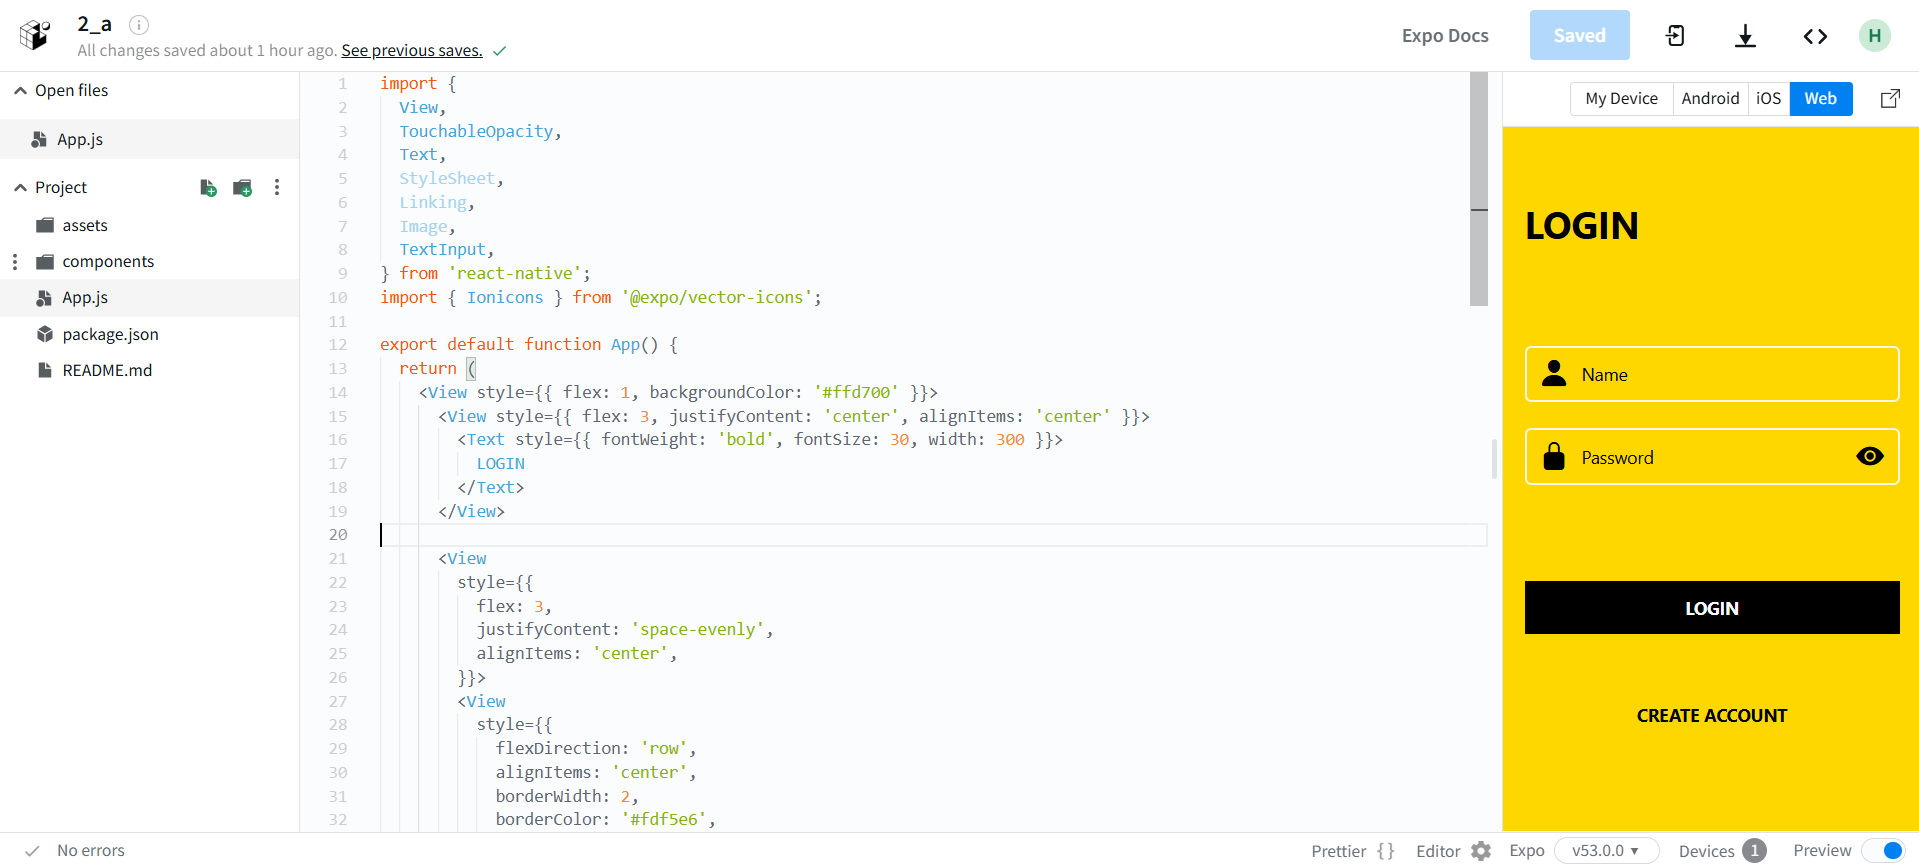 2_a
All changes saved about 1 hour ago. See previous saves.
Expo Docs
Saved
H
Open files
App.js
Project
assets
components
App.js
package.json
README.md
1 import {
2 View,
3 TouchableOpacity,
4 Text,
5 StyleSheet,
6 Linking,
7 Image,
8 TextInput,
9 } from 'react-native';
10 import { Ionicons } from '@expo/vector-icons';
11
12 export default function App() {
13 return (
14 <View style={{ flex: 1, backgroundColor: '#ffd700' }}>
15 <View style={{ flex: 3, justifyContent: 'center', alignItems: 'center' }}>
16 <Text style={{ fontWeight: 'bold', fontSize: 30, width: 300 }}>
17 LOGIN
18 </Text>
19 </View>
20
21 <View
22 style={{
23 flex: 3,
24 justifyContent: 'space-evenly',
25 alignItems: 'center',
26 }}>
27 <View
28 style={{
29 flexDirection: 'row',
30 alignItems: 'center',
31 borderWidth: 2,
32 borderColor: '#fdf5e6',
My Device
Android
iOS
Web
LOGIN
Name
Password
LOGIN
CREATE ACCOUNT
No errors
Prettier {}
Editor
Expo
v53.0.0
Devices 1
Preview